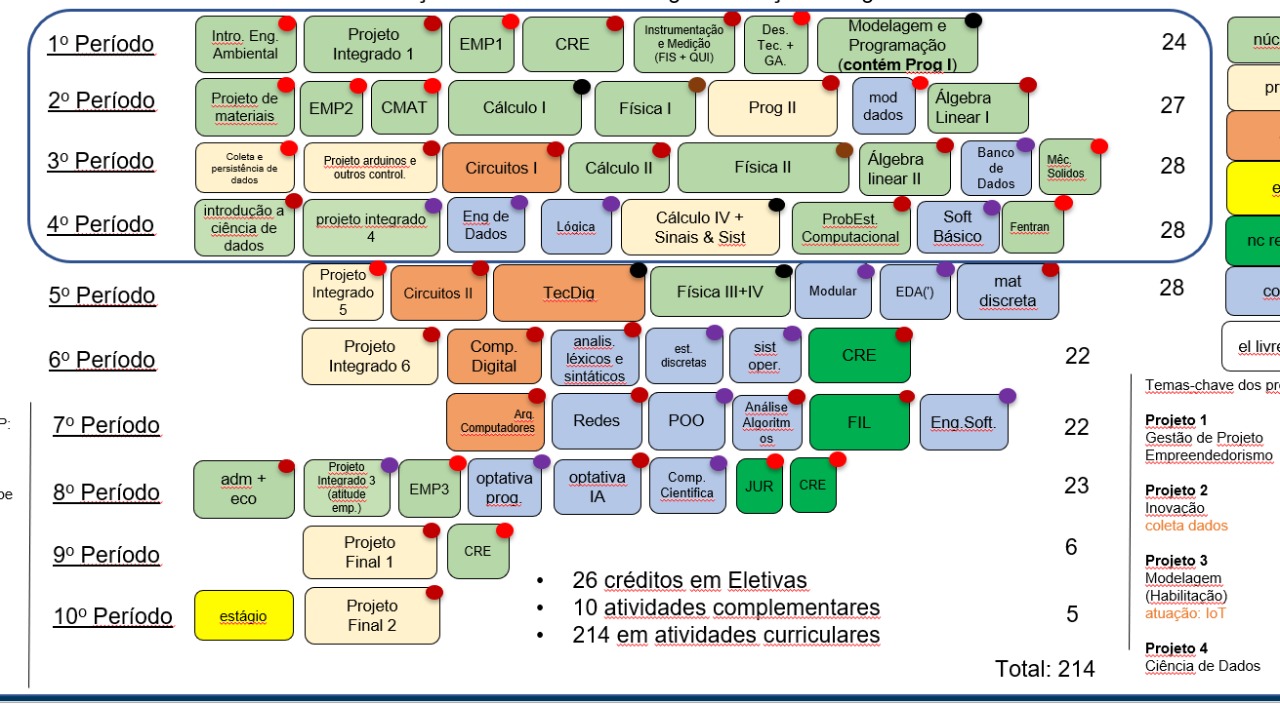 1º Período
Intro. Eng.
Ambiental
Projeto
Integrado 1
EMP1
CRE
Instrumentação
e Medição
(FIS + QUI)
Des.
Tec. +
GA.
Modelagem e
Programação
(contém Prog I)
24
2º Período
Projeto de
materiais
EMP2
CMAT
Cálculo I
Física I
Prog II
mod
dados
Álgebra
Linear I
27
3º Período
Coleta e
persistência de
dados
Projeto arduinos e
outros control.
Circuitos I
Cálculo II
Física II
Álgebra
linear II
Banco
de
Dados
Mêc.
Solidos
28
4º Período
introdução a
ciência de
dados
projeto integrado
4
Eng de
Dados
Lógica
Cálculo IV +
Sinais & Sist
ProbEst.
Computacional
Soft
Básico
Fentran
28
5º Período
Projeto
Integrado
5
Circuitos II
TecDig
Física III+IV
Modular
EDA(')
mat
discreta
28
6º Período
Projeto
Integrado 6
Comp.
Digital
analis.
léxicos e
sintáticos
est.
discretas
sist
oper.
CRE
22
7º Período
Arq.
Computadores
Redes
POO
Análise
Algoritm
os
FIL
Eng.Soft.
22
8º Período
adm +
eco
Projeto
Integrado 3
(atitude
emp.)
EMP3
optativa
prog.
optativa
IA
Comp.
Cientifica
JUR
CRE
23
9º Período
Projeto
Final 1
CRE
6
10º Período
estágio
Projeto
Final 2
5
• 26 créditos em Eletivas
• 10 atividades complementares
• 214 em atividades curriculares
Total: 214
núc
pr
e
nc re
co
el livre
Temas-chave dos pro
Projeto 1
Gestão de Projeto
Empreendedorismo
Projeto 2
Inovação
coleta dados
Projeto 3
Modelagem
(Habilitação)
atuação: IoT
Projeto 4
Ciência de Dados
P:
pe